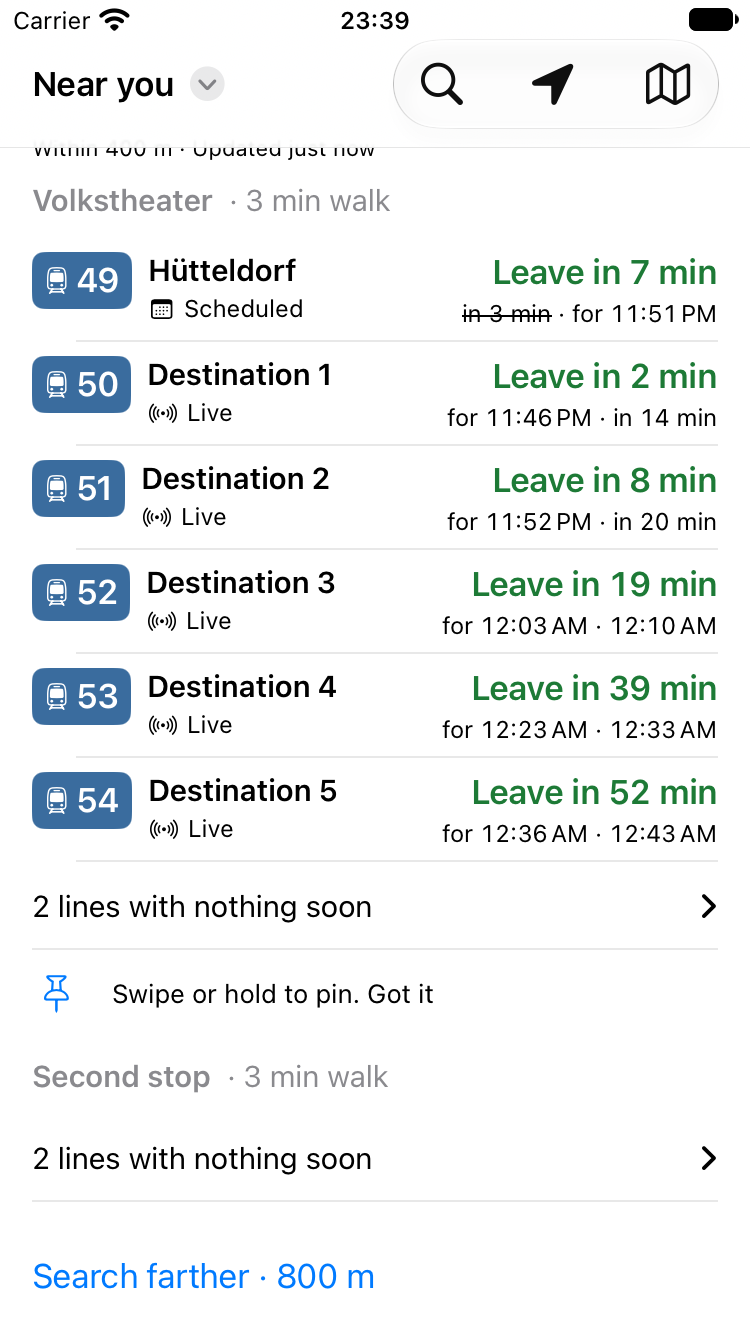 Carrier 23:39
Near you
Within 400 m · Updated just now
Volkstheater · 3 min walk
49 Hütteldorf Leave in 7 min
Scheduled in 3 min · for 11:51 PM
50 Destination 1 Leave in 2 min
Live for 11:46 PM · in 14 min
51 Destination 2 Leave in 8 min
Live for 11:52 PM · in 20 min
52 Destination 3 Leave in 19 min
Live for 12:03 AM · 12:10 AM
53 Destination 4 Leave in 39 min
Live for 12:23 AM · 12:33 AM
54 Destination 5 Leave in 52 min
Live for 12:36 AM · 12:43 AM
2 lines with nothing soon
Swipe or hold to pin. Got it
Second stop · 3 min walk
2 lines with nothing soon
Search farther · 800 m